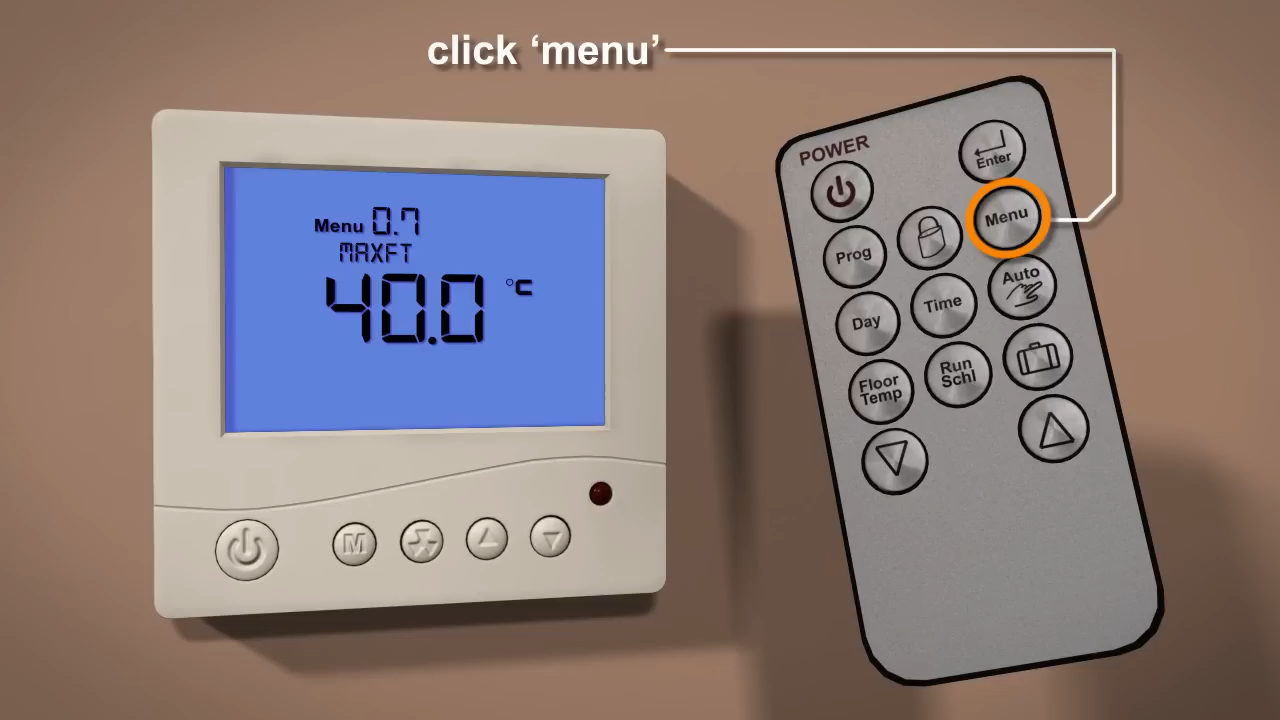 click ‘menu’
Menu 0.7
MAXFT
40.0 °C
M
POWER
Enter
Menu
Prog
Auto
Day
Time
Floor
Temp
Run
Schl